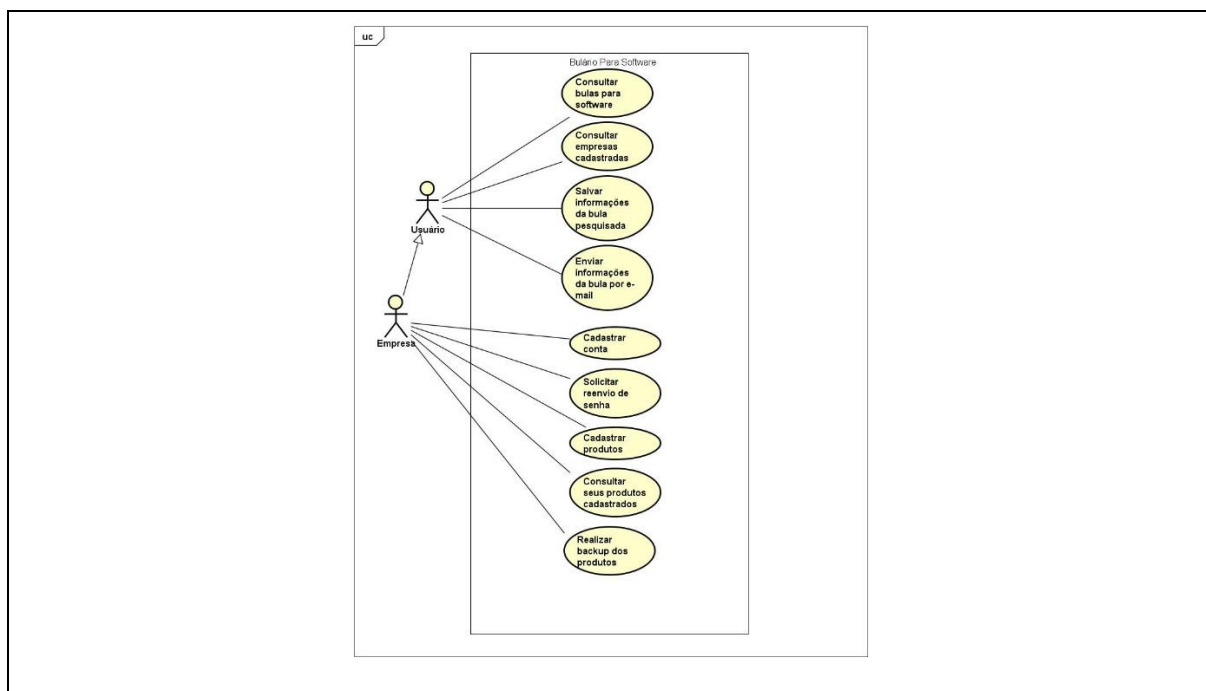 uc
Bulário Para Software
Consultar
bulas para
software
Consultar
empresas
cadastradas
Salvar
informações
da bula
pesquisada
Usuário
Enviar
informações
da bula por e-
mail
Empresa
Cadastrar
conta
Solicitar
reenvio de
senha
Cadastrar
produtos
Consultar
seus produtos
cadastrados
Realizar
backup dos
produtos